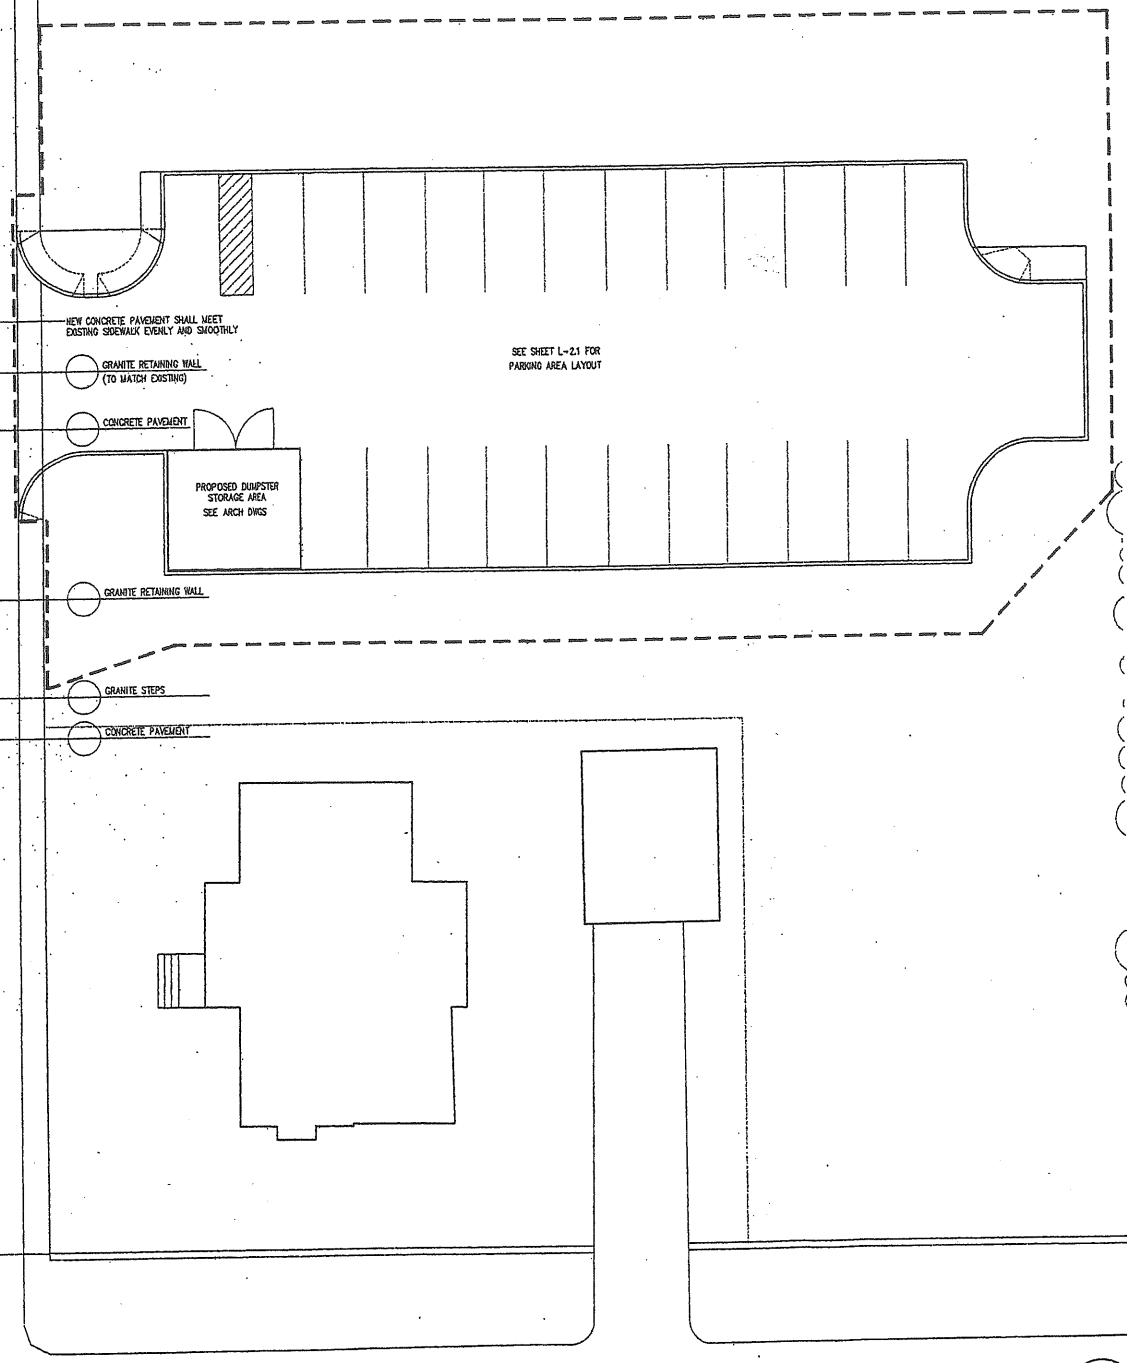 NEW CONCRETE PAVEMENT SHALL MEET
EXISTING SIDEWALK EVENLY AND SMOOTHLY
GRANITE RETAINING WALL
(TO MATCH EXISTING)
CONCRETE PAVEMENT
SEE SHEET L-2.1 FOR
PARKING AREA LAYOUT
PROPOSED DUMPSTER
STORAGE AREA
SEE ARCH DWGS
GRANITE RETAINING WALL
GRANITE STEPS
CONCRETE PAVEMENT